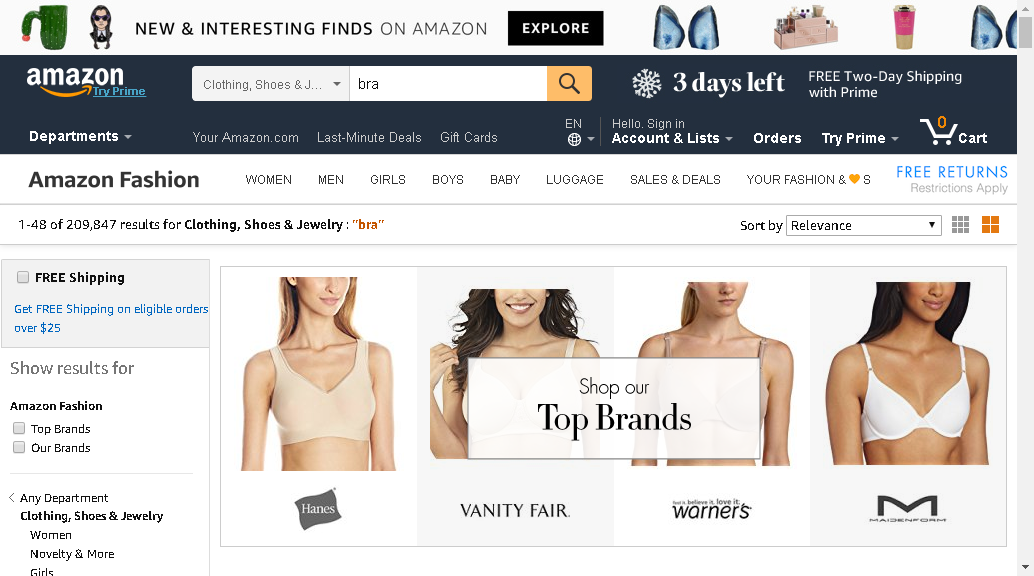 NEW & INTERESTING FINDS ON AMAZON EXPLORE
amazon
Try Prime
Clothing, Shoes & J... bra
3 days left FREE Two-Day Shipping
with Prime
Departments Your Amazon.com Last-Minute Deals Gift Cards
EN
Hello. Sign in
Account & Lists Orders Try Prime 0 Cart
Amazon Fashion WOMEN MEN GIRLS BOYS BABY LUGGAGE SALES & DEALS YOUR FASHION & S
FREE RETURNS
Restrictions Apply
1-48 of 209,847 results for Clothing, Shoes & Jewelry : "bra"
Sort by Relevance
FREE Shipping
Get FREE Shipping on eligible orders
over $25
Show results for
Amazon Fashion
Top Brands
Our Brands
Any Department
Clothing, Shoes & Jewelry
Women
Novelty & More
Girls
Shop our
Top Brands
Hanes
VANITY FAIR.
feel it. believe it. love it.
warner's
MAIDENFORM